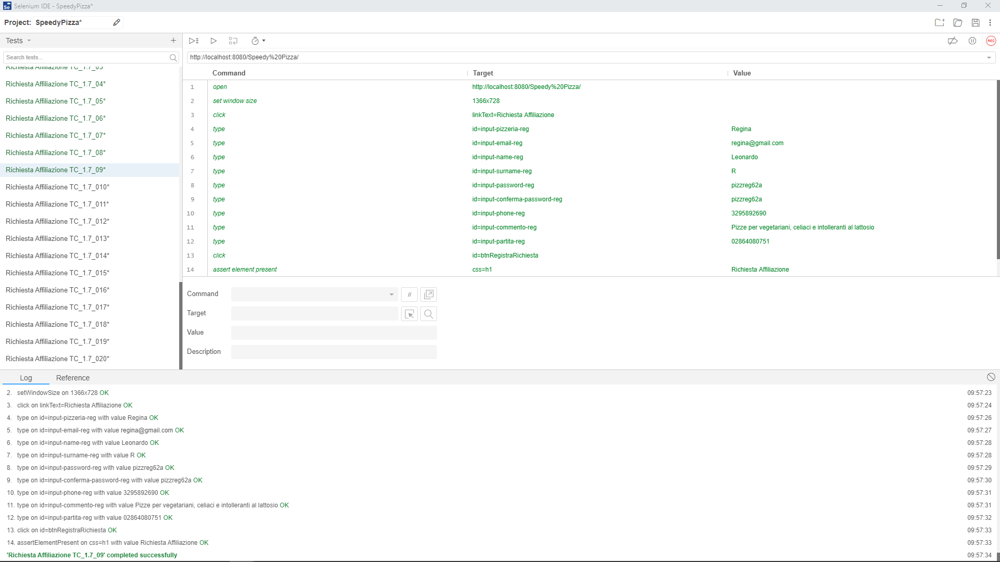 Selenium IDE - SpeedyPizza*
Project: SpeedyPizza*
Tests
Search tests...
Richiesta Affiliazione TC_1.7_03
Richiesta Affiliazione TC_1.7_04*
Richiesta Affiliazione TC_1.7_05*
Richiesta Affiliazione TC_1.7_06*
Richiesta Affiliazione TC_1.7_07*
Richiesta Affiliazione TC_1.7_08*
Richiesta Affiliazione TC_1.7_09*
Richiesta Affiliazione TC_1.7_010*
Richiesta Affiliazione TC_1.7_011*
Richiesta Affiliazione TC_1.7_012*
Richiesta Affiliazione TC_1.7_013*
Richiesta Affiliazione TC_1.7_014*
Richiesta Affiliazione TC_1.7_015*
Richiesta Affiliazione TC_1.7_016*
Richiesta Affiliazione TC_1.7_017*
Richiesta Affiliazione TC_1.7_018*
Richiesta Affiliazione TC_1.7_019*
Richiesta Affiliazione TC_1.7_020*
REC
http://localhost:8080/Speedy%20Pizza/
Command Target Value
1 open http://localhost:8080/Speedy%20Pizza/
2 set window size 1366x728
3 click linkText=Richiesta Affiliazione
4 type id=input-pizzeria-reg Regina
5 type id=input-email-reg regina@gmail.com
6 type id=input-name-reg Leonardo
7 type id=input-surname-reg R
8 type id=input-password-reg pizzreg62a
9 type id=input-conferma-password-reg pizzreg62a
10 type id=input-phone-reg 3295892690
11 type id=input-commento-reg Pizze per vegetariani, celiaci e intolleranti al lattosio
12 type id=input-partita-reg 02864080751
13 click id=btnRegistraRichiesta
14 assert element present css=h1 Richiesta Affiliazione
Command //
Target
Value
Description
Log Reference
2. setWindowSize on 1366x728 OK 09:57:23
3. click on linkText=Richiesta Affiliazione OK 09:57:24
4. type on id=input-pizzeria-reg with value Regina OK 09:57:26
5. type on id=input-email-reg with value regina@gmail.com OK 09:57:27
6. type on id=input-name-reg with value Leonardo OK 09:57:28
7. type on id=input-surname-reg with value R OK 09:57:28
8. type on id=input-password-reg with value pizzreg62a OK 09:57:29
9. type on id=input-conferma-password-reg with value pizzreg62a OK 09:57:30
10. type on id=input-phone-reg with value 3295892690 OK 09:57:31
11. type on id=input-commento-reg with value Pizze per vegetariani, celiaci e intolleranti al lattosio OK 09:57:31
12. type on id=input-partita-reg with value 02864080751 OK 09:57:32
13. click on id=btnRegistraRichiesta OK 09:57:33
14. assertElementPresent on css=h1 with value Richiesta Affiliazione OK 09:57:33
'Richiesta Affiliazione TC_1.7_09' completed successfully 09:57:34